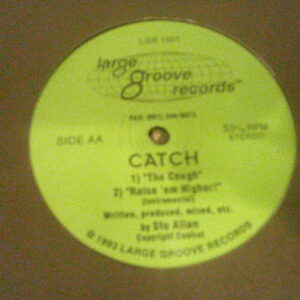 LGR 1001
large
groove
records™
SIDE AA
33⅓ RPM
STEREO
CATCH
1) "The Cough"
2) "Raise 'em Higher!"
(Instrumental)
Written, produced, mixed, etc.
by Stu Allan
Copyright Control
© 1993 LARGE GROOVE RECORDS